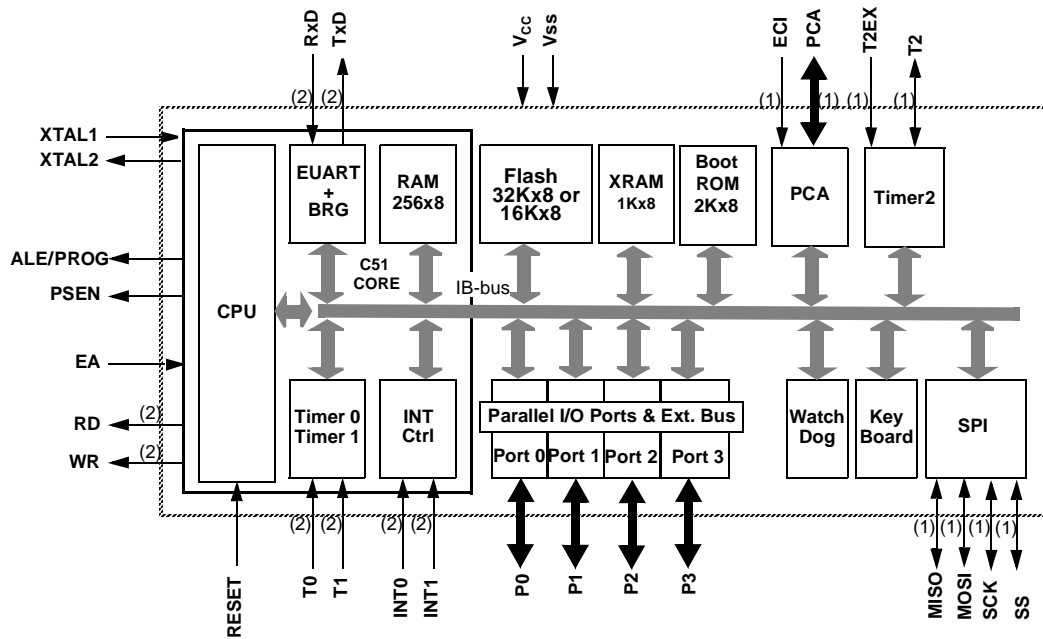 RxD
TxD
VCC
Vss
ECI
PCA
T2EX
T2
(2)
(2)
(1)
(1)
(1)
(1)
XTAL1
XTAL2
ALE/PROG
PSEN
EA
RD
(2)
WR
(2)
CPU
EUART
+
BRG
RAM
256x8
C51
CORE
Flash
32Kx8 or
16Kx8
XRAM
1Kx8
Boot
ROM
2Kx8
PCA
Timer2
IB-bus
Timer 0
Timer 1
INT
Ctrl
Parallel I/O Ports & Ext. Bus
Port 0
Port 1
Port 2
Port 3
Watch
Dog
Key
Board
SPI
(2)
(2)
(2)
(2)
(1)
(1)
(1)
(1)
RESET
T0
T1
INT0
INT1
P0
P1
P2
P3
MISO
MOSI
SCK
SS